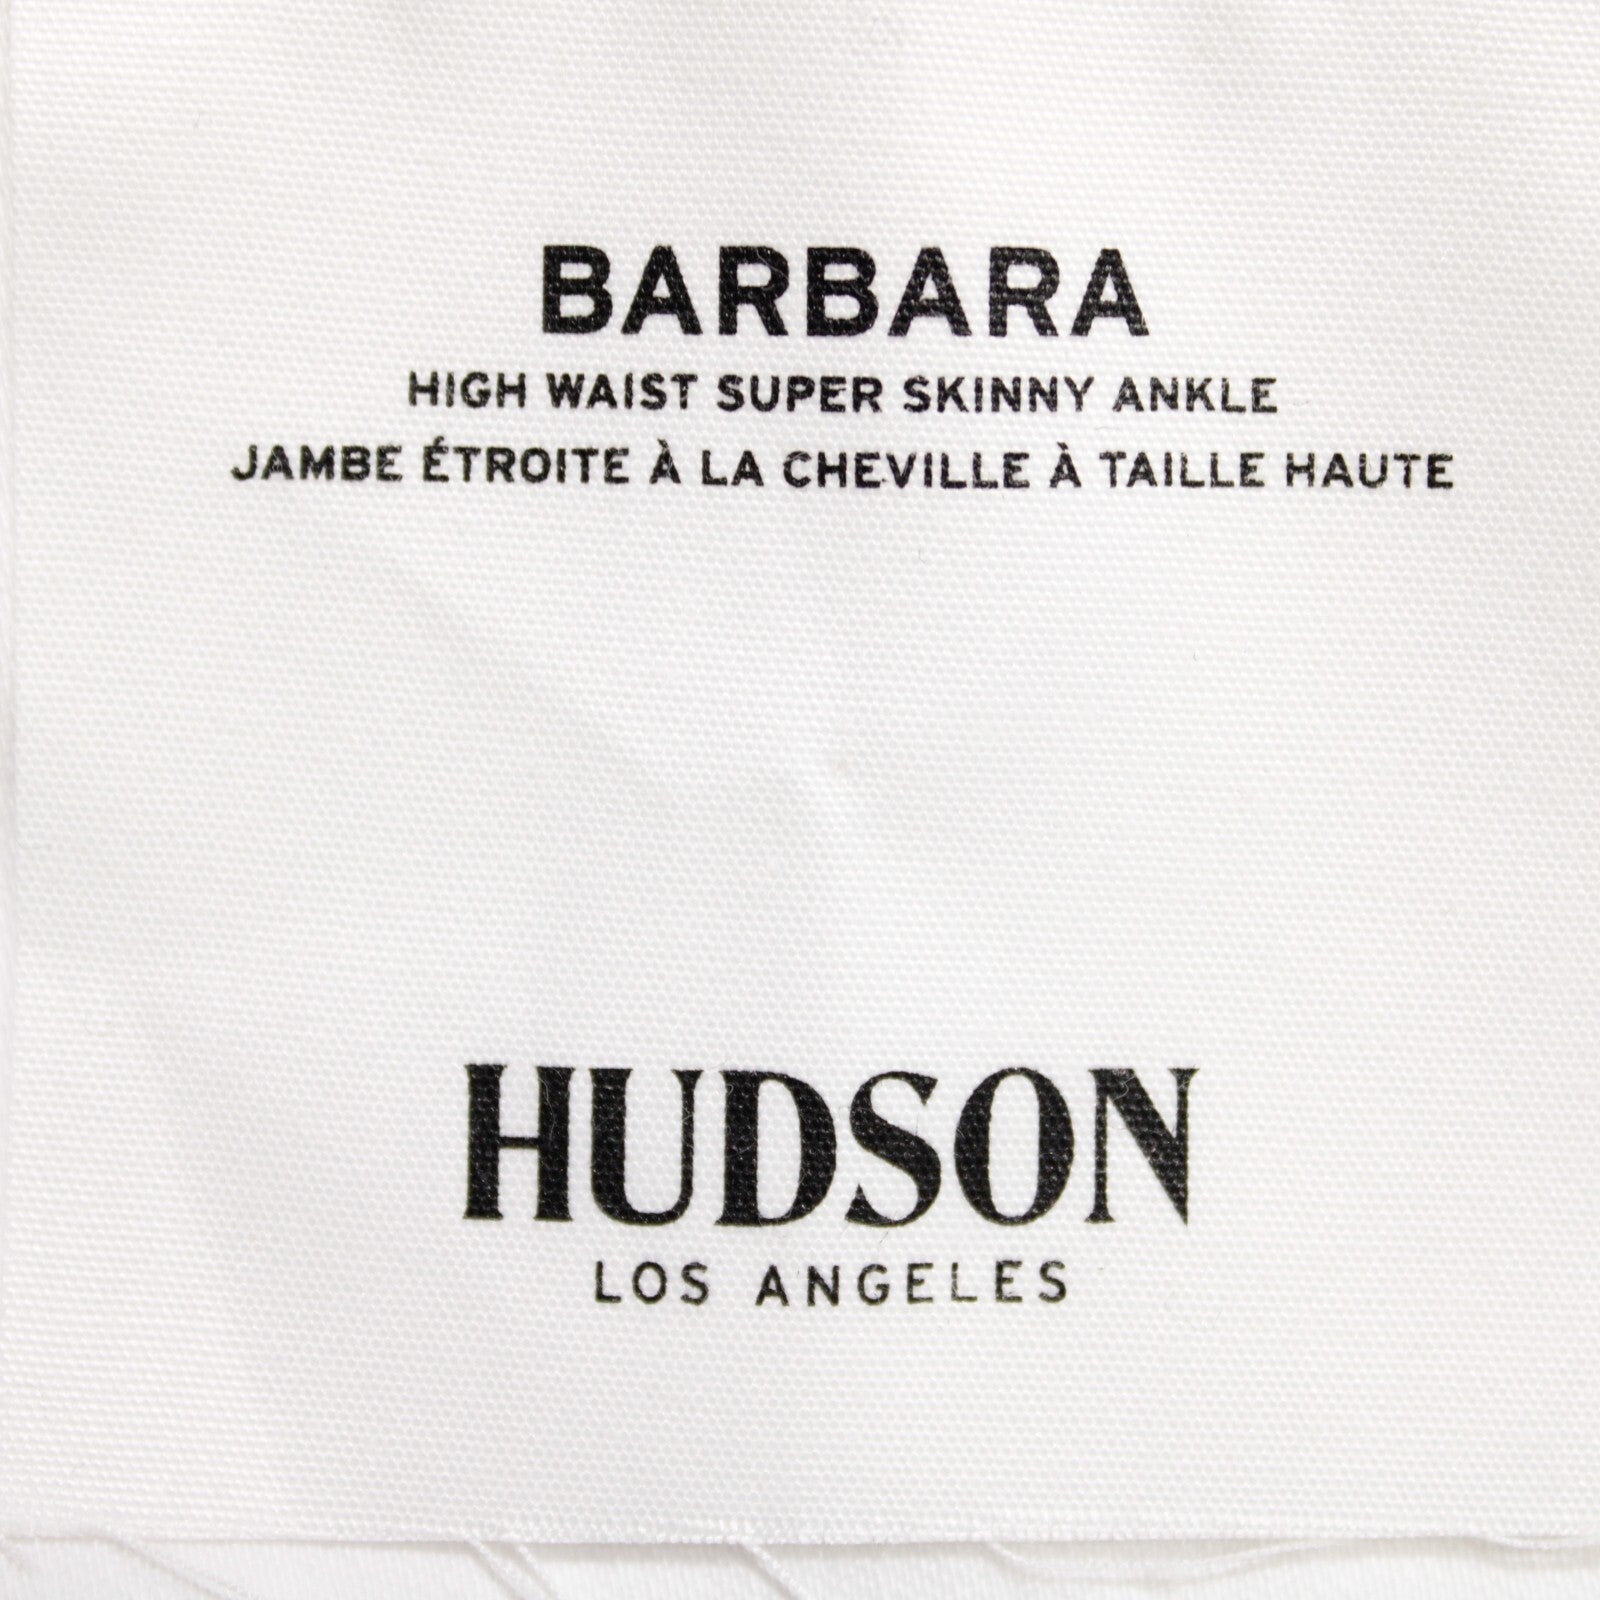 BARBARA
HIGH WAIST SUPER SKINNY ANKLE
JAMBE ÉTROITE À LA CHEVILLE À TAILLE HAUTE
HUDSON
LOS ANGELES